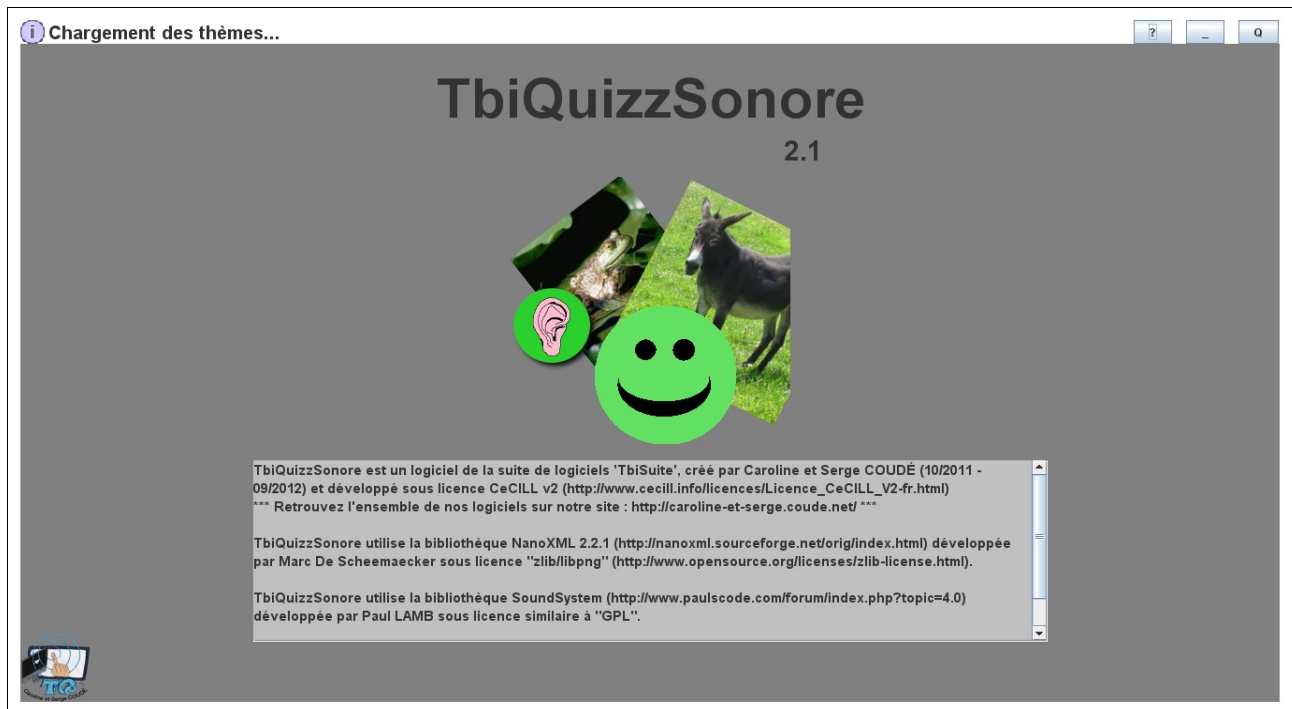 Chargement des thèmes...
? _ Q
TbiQuizzSonore
2.1
TbiQuizzSonore est un logiciel de la suite de logiciels 'TbiSuite', créé par Caroline et Serge COUDÉ (10/2011 -
09/2012) et développé sous licence CeCILL v2 (http://www.cecill.info/licences/Licence_CeCILL_V2-fr.html)
*** Retrouvez l'ensemble de nos logiciels sur notre site : http://caroline-et-serge.coude.net/ ***
TbiQuizzSonore utilise la bibliothèque NanoXML 2.2.1 (http://nanoxml.sourceforge.net/orig/index.html) développée
par Marc De Scheemaecker sous licence "zlib/libpng" (http://www.opensource.org/licenses/zlib-license.html).
TbiQuizzSonore utilise la bibliothèque SoundSystem (http://www.paulscode.com/forum/index.php?topic=4.0)
développée par Paul LAMB sous licence similaire à "GPL".
Caroline et Serge COUDÉ